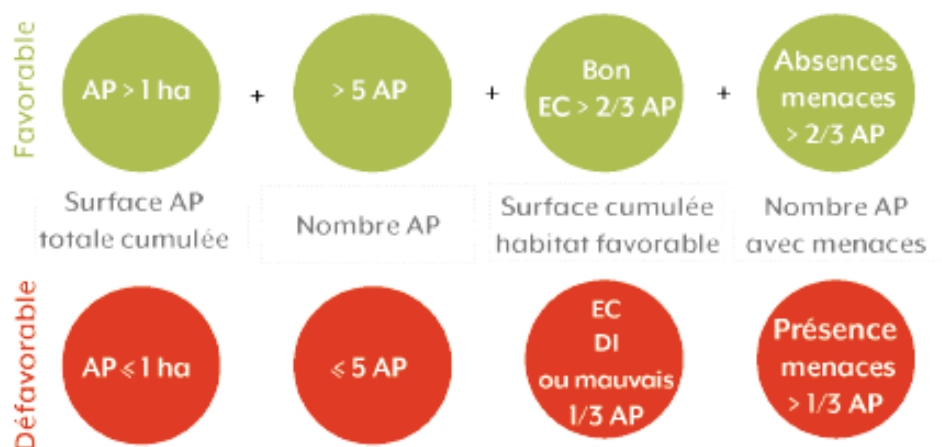 Favorable
AP > 1 ha
+
> 5 AP
+
Bon
EC > 2/3 AP
+
Absences
menaces
> 2/3 AP
Surface AP
totale cumulée
Nombre AP
Surface cumulée
habitat favorable
Nombre AP
avec menaces
Défavorable
AP ⩽ 1 ha
⩽ 5 AP
EC
DI
ou mauvais
1/3 AP
Présence
menaces
> 1/3 AP